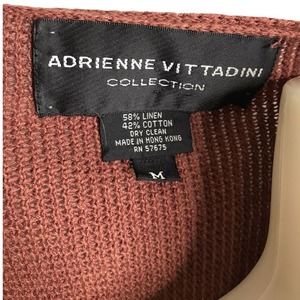 ADRIENNE VITTADINI
COLLECTION
58% LINEN
42% COTTON
DRY CLEAN
MADE IN HONG KONG
RN 57675
M